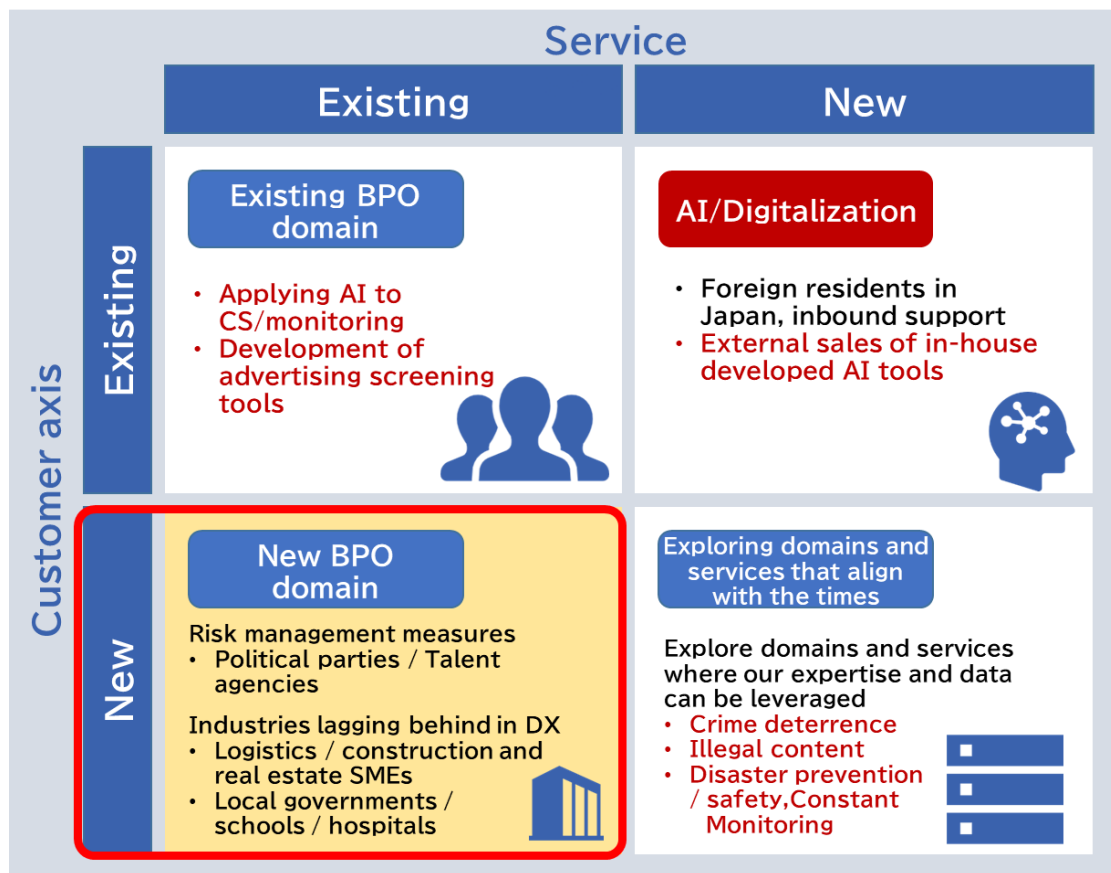 Service
Existing
New
Customer axis
Existing
Existing BPO
domain
• Applying AI to
CS/monitoring
• Development of
advertising screening
tools
AI/Digitalization
• Foreign residents in
Japan, inbound support
• External sales of in-house
developed AI tools
New
New BPO
domain
Risk management measures
• Political parties / Talent
agencies
Industries lagging behind in DX
• Logistics / construction and
real estate SMEs
• Local governments /
schools / hospitals
Exploring domains and
services that align
with the times
Explore domains and services
where our expertise and data
can be leveraged
• Crime deterrence
• Illegal content
• Disaster prevention
/ safety,Constant
Monitoring